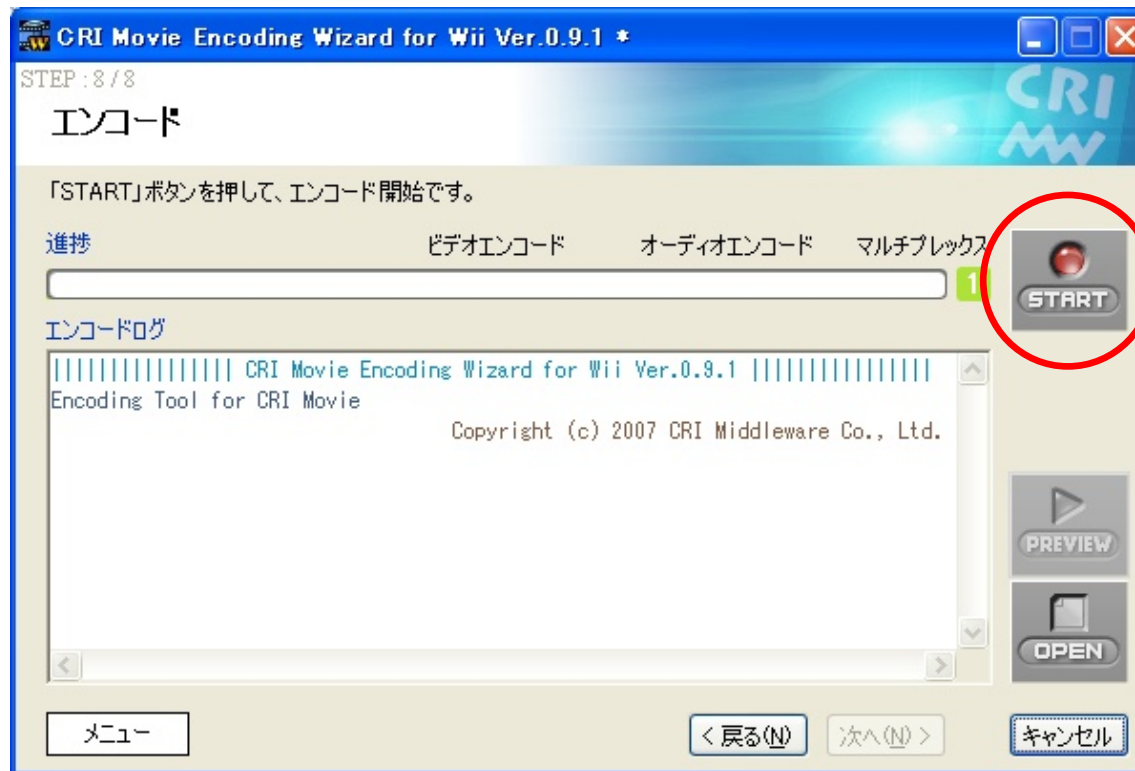 CRI Movie Encoding Wizard for Wii Ver.0.9.1 *
STEP:8/8
CRI
MW
エンコード
「START」ボタンを押して、エンコード開始です。
進捗 ビデオエンコード オーディオエンコード マルチプレックス
1
START
エンコードログ
|||||||||||||||| CRI Movie Encoding Wizard for Wii Ver.0.9.1 ||||||||||||||||
Encoding Tool for CRI Movie
Copyright (c) 2007 CRI Middleware Co., Ltd.
PREVIEW
OPEN
メニュー < 戻る(N) 次へ(N) > キャンセル